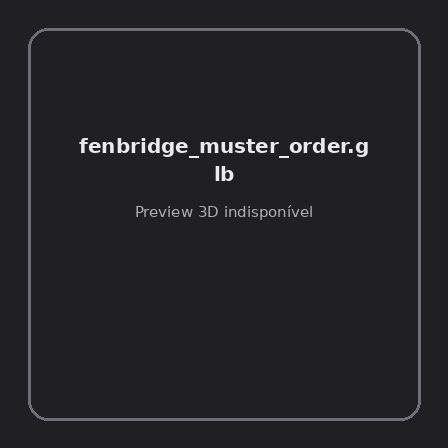 fenbridge_muster_order.g
lb
Preview 3D indisponível